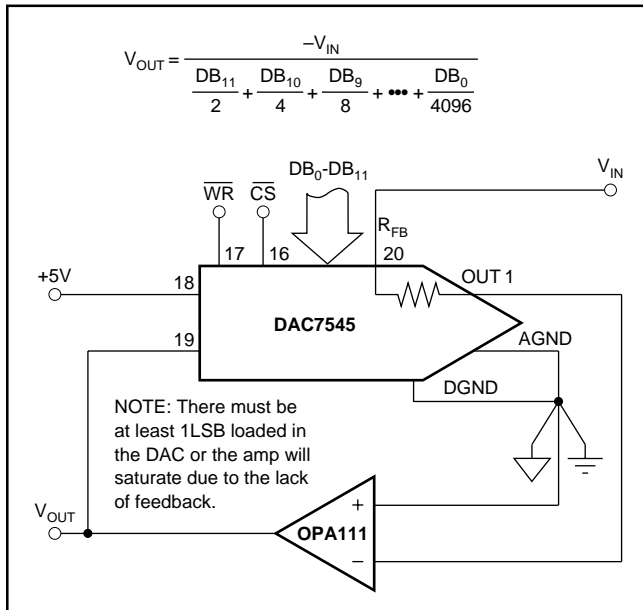 V_OUT = −V_IN / (DB_11/2 + DB_10/4 + DB_9/8 + ••• + DB_0/4096)
DB_0-DB_11
V_IN
W̅R̅ C̅S̅
R_FB
17 16 20
+5V 18
OUT 1
DAC7545
19
AGND
DGND
NOTE: There must be
at least 1LSB loaded in
the DAC or the amp will
saturate due to the lack
of feedback.
+
V_OUT
OPA111
−